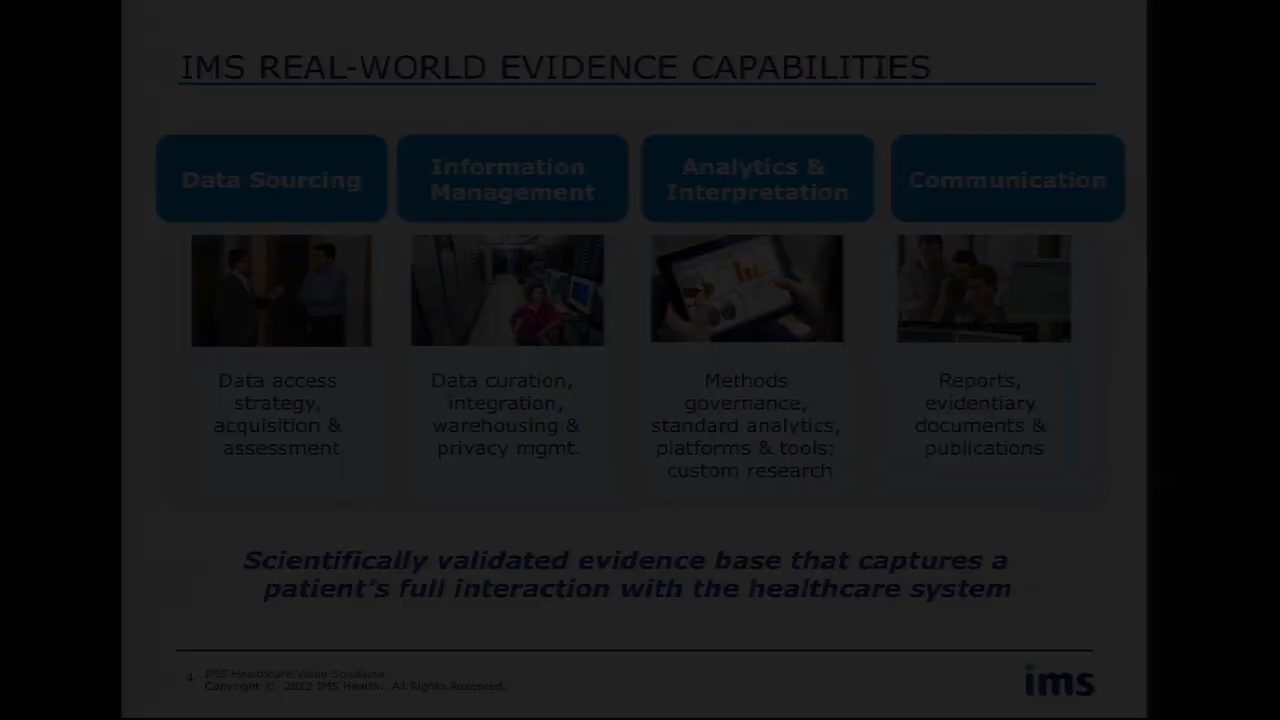 IMS REAL-WORLD EVIDENCE CAPABILITIES
Data Sourcing
Information
Management
Analytics &
Interpretation
Communication
Data access
strategy,
acquisition &
assessment
Data curation,
integration,
warehousing &
privacy mgmt.
Methods
governance,
standard analytics,
platforms & tools;
custom research
Reports,
evidentiary
documents &
publications
Scientifically validated evidence base that captures a
patient’s full interaction with the healthcare system
4
IMS Healthcare Value Solutions.
Copyright © 2012 IMS Health. All Rights Reserved.
ims